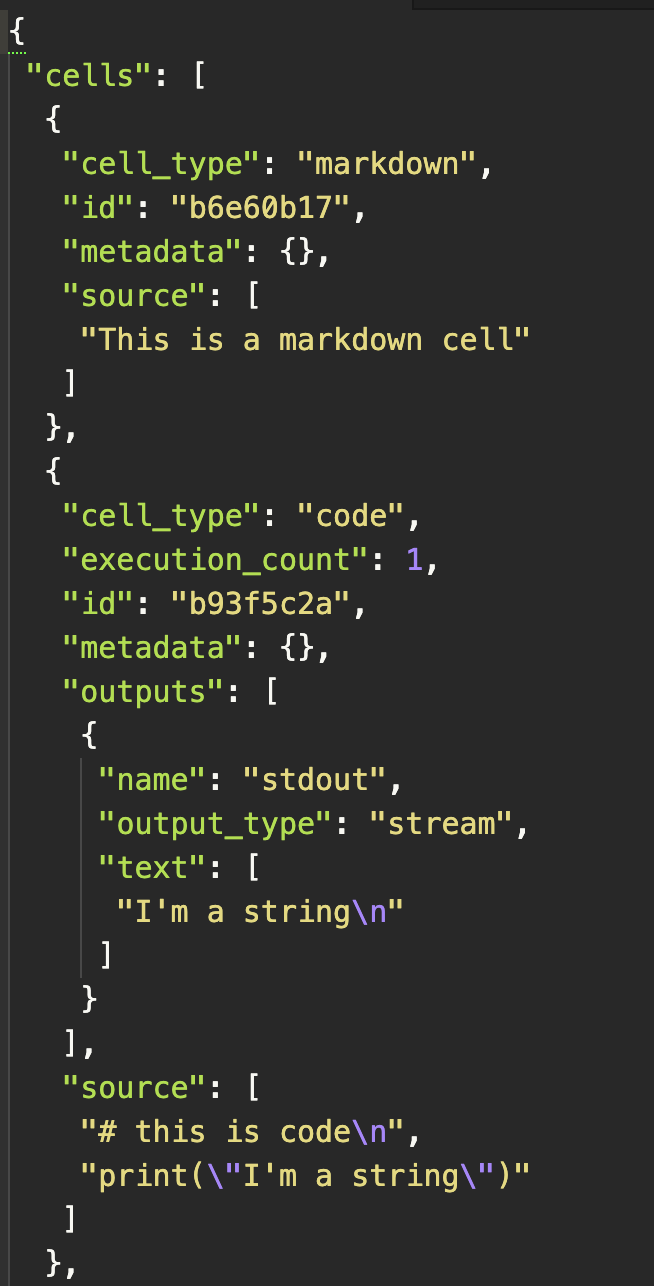 {
 "cells": [
  {
   "cell_type": "markdown",
   "id": "b6e60b17",
   "metadata": {},
   "source": [
    "This is a markdown cell"
   ]
  },
  {
   "cell_type": "code",
   "execution_count": 1,
   "id": "b93f5c2a",
   "metadata": {},
   "outputs": [
    {
     "name": "stdout",
     "output_type": "stream",
     "text": [
      "I'm a string\n"
     ]
    }
   ],
   "source": [
    "# this is code\n",
    "print(\"I'm a string\")"
   ]
  },